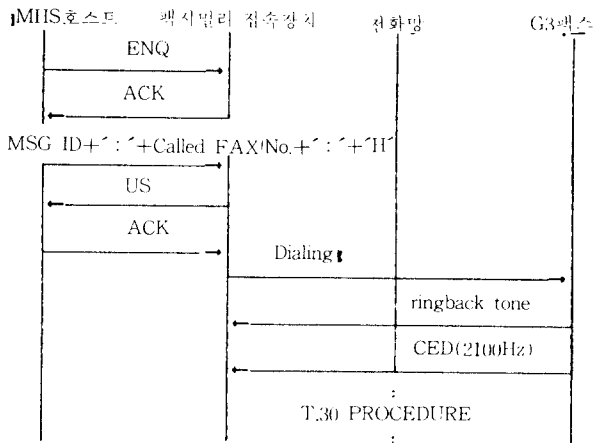 MHS호스트 팩시밀리 접속장치 전화망 G3팩스
ENQ
ACK
MSG ID+´:´+Called FAX No.+´:´+´H´
US
ACK
Dialing
ringback tone
CED(2100Hz)
:
T.30 PROCEDURE
: